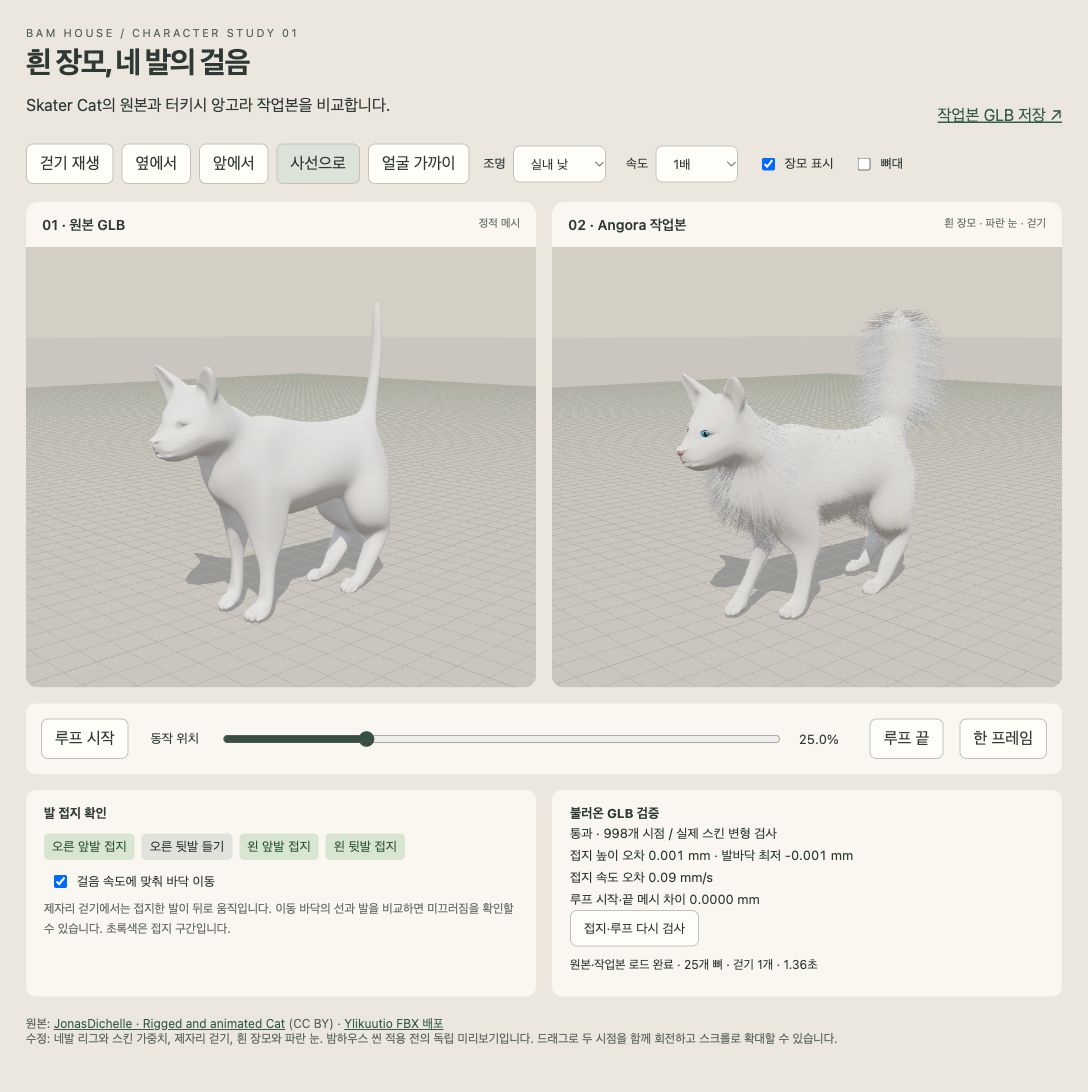 BAM HOUSE / CHARACTER STUDY 01
흰 장모, 네 발의 걸음
Skater Cat의 원본과 터키시 앙고라 작업본을 비교합니다.
작업본 GLB 저장 ↗
걷기 재생 옆에서 앞에서 사선으로 얼굴 가까이 조명 실내 낮 속도 1배 장모 표시 뼈대
01 · 원본 GLB 정적 메시
02 · Angora 작업본 흰 장모 · 파란 눈 · 걷기
루프 시작 동작 위치 25.0% 루프 끝 한 프레임
발 접지 확인
오른 앞발 접지 오른 뒷발 들기 왼 앞발 접지 왼 뒷발 접지
걸음 속도에 맞춰 바닥 이동
제자리 걷기에서는 접지한 발이 뒤로 움직입니다. 이동 바닥의 선과 발을 비교하면 미끄러짐을 확인할
수 있습니다. 초록색은 접지 구간입니다.
불러온 GLB 검증
통과 · 998개 시점 / 실제 스킨 변형 검사
접지 높이 오차 0.001 mm · 발바닥 최저 -0.001 mm
접지 속도 오차 0.09 mm/s
루프 시작·끝 메시 차이 0.0000 mm
접지·루프 다시 검사
원본·작업본 로드 완료 · 25개 뼈 · 걷기 1개 · 1.36초
원본: JonasDichelle · Rigged and animated Cat (CC BY) · Ylikuutio FBX 배포
수정: 네발 리그와 스킨 가중치, 제자리 걷기, 흰 장모와 파란 눈. 밤하우스 씬 적용 전의 독립 미리보기입니다. 드래그로 두 시점을 함께 회전하고 스크롤로 확대할 수 있습니다.